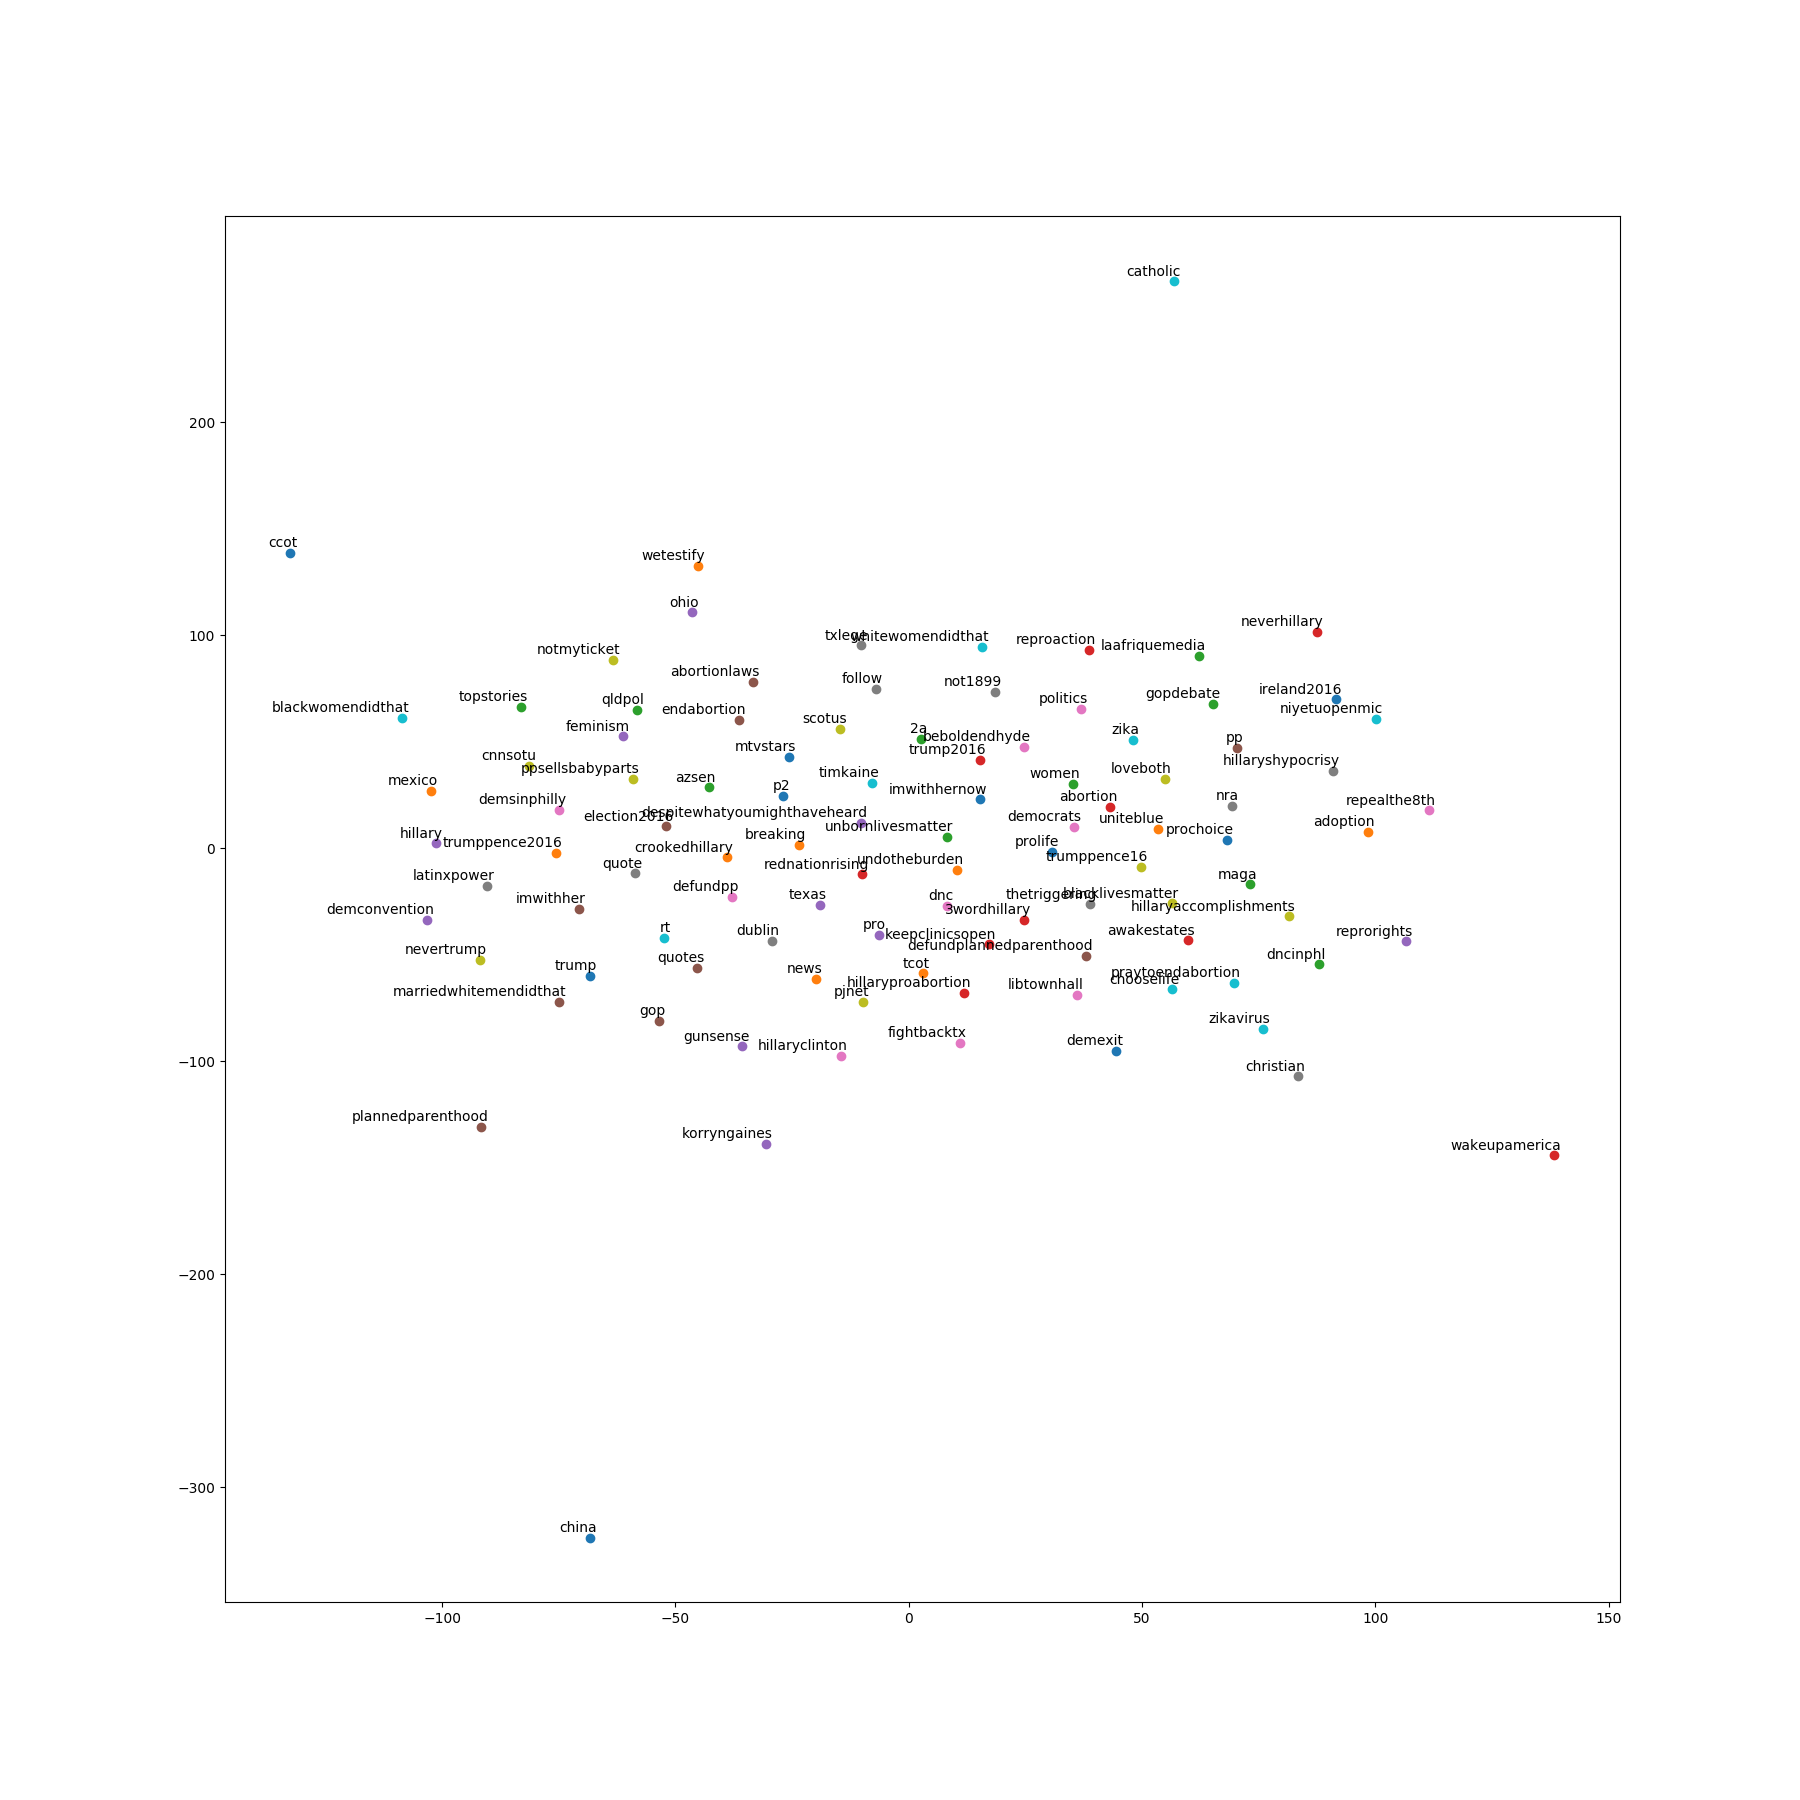 catholic
200
ccot
wetestify
ohio
100
neverhillary
txlege
whitewomendidthat
reproaction
laafriquemedia
notmyticket
abortionlaws
follow
not1899
ireland2016
topstories
qldpol
politics
gopdebate
blackwomendidthat
endabortion
niyetuopenmic
feminism
scotus
2a
beboldendhyde
zika
pp
cnnsotu
mtvstars
trump2016
hillaryshypocrisy
ppsellsbabyparts
mexico
azsen
timkaine
women
loveboth
p2
imwithhernow
abortion
nra
repealthe8th
demsinphilly
election2016
despitewhatyoumighthaveheard
democrats
uniteblue
adoption
hillary
unbornlivesmatter
prochoice
0
trumppence2016
breaking
prolife
crookedhillary
undotheburden
trumppence16
quote
rednationrising
latinxpower
defundpp
maga
imwithher
texas
dnc
thetriggering
blacklivesmatter
demconvention
3wordhillary
hillaryaccomplishments
rt
dublin
pro
keepclinicsopen
awakestates
reprorights
nevertrump
defundplannedparenthood
dncinphl
trump
quotes
news
tcot
praytoendabortion
marriedwhitemendidthat
pjnet
hillaryproabortion
libtownhall
chooselife
gop
zikavirus
gunsense
hillaryclinton
fightbacktx
demexit
−100
christian
plannedparenthood
korryngaines
wakeupamerica
−200
−300
china
−100
−50
0
50
100
150